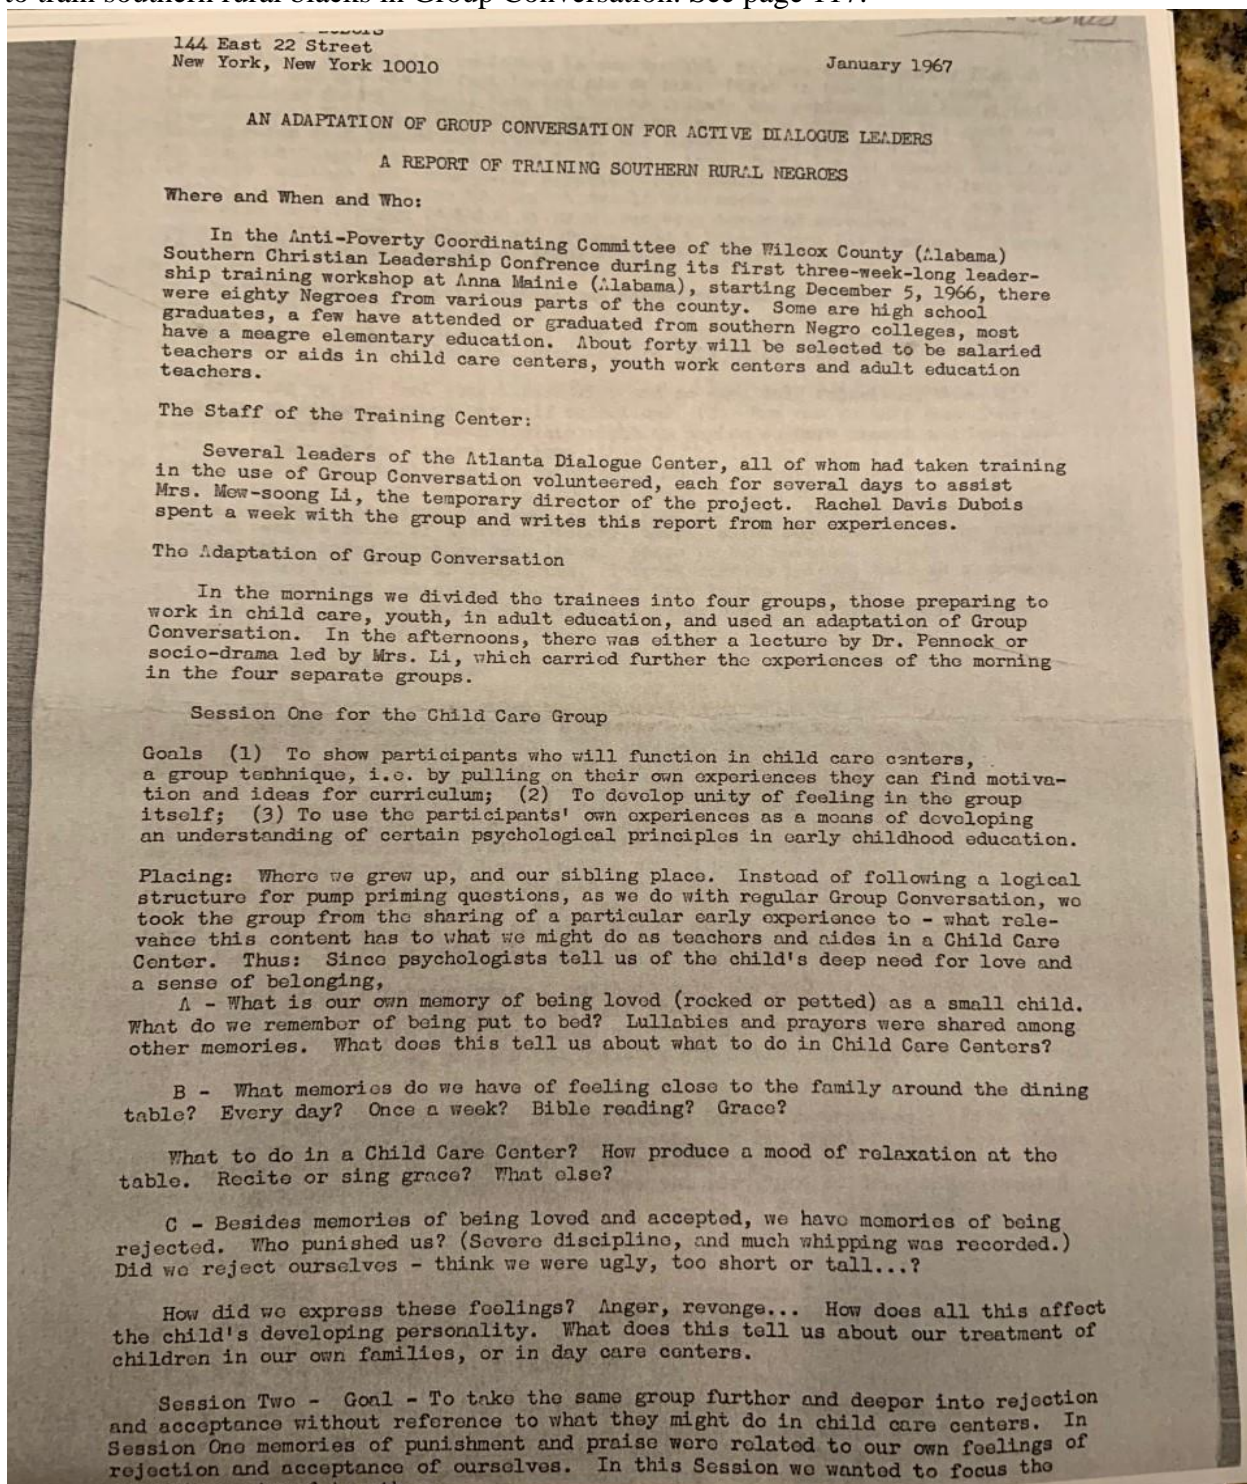 to train southern rural blacks in Group Conversation. See page 117.
144 East 22 Street
New York, New York 10010
January 1967
AN ADAPTATION OF GROUP CONVERSATION FOR ACTIVE DIALOGUE LEADERS
A REPORT OF TRAINING SOUTHERN RURAL NEGROES
Where and When and Who:
In the Anti-Poverty Coordinating Committee of the Wilcox County (Alabama)
Southern Christian Leadership Confrence during its first three-week-long leader-
ship training workshop at Anna Mainie (Alabama), starting December 5, 1966, there
were eighty Negroes from various parts of the county. Some are high school
graduates, a few have attended or graduated from southern Negro colleges, most
have a meagre elementary education. About forty will be selected to be salaried
teachers or aids in child care centers, youth work centers and adult education
teachers.
The Staff of the Training Center:
Several leaders of the Atlanta Dialogue Center, all of whom had taken training
in the use of Group Conversation volunteered, each for several days to assist
Mrs. Mew-soong Li, the temporary director of the project. Rachel Davis Dubois
spent a week with the group and writes this report from her experiences.
The Adaptation of Group Conversation
In the mornings we divided the trainees into four groups, those preparing to
work in child care, youth, in adult education, and used an adaptation of Group
Conversation. In the afternoons, there was either a lecture by Dr. Pennock or
socio-drama led by Mrs. Li, which carried further the experiences of the morning
in the four separate groups.
Session One for the Child Care Group
Goals (1) To show participants who will function in child care centers,
a group tenhnique, i.e. by pulling on their own experiences they can find motiva-
tion and ideas for curriculum; (2) To develop unity of feeling in the group
itself; (3) To use the participants' own experiences as a means of developing
an understanding of certain psychological principles in early childhood education.
Placing: Where we grew up, and our sibling place. Instead of following a logical
structure for pump priming questions, as we do with regular Group Conversation, we
took the group from the sharing of a particular early experience to - what rele-
vance this content has to what we might do as teachers and aides in a Child Care
Center. Thus: Since psychologists tell us of the child's deep need for love and
a sense of belonging,
A - What is our own memory of being loved (rocked or petted) as a small child.
What do we remember of being put to bed? Lullabies and prayers were shared among
other memories. What does this tell us about what to do in Child Care Centers?
B - What memories do we have of feeling close to the family around the dining
table? Every day? Once a week? Bible reading? Grace?
What to do in a Child Care Center? How produce a mood of relaxation at the
table. Recite or sing grace? What else?
C - Besides memories of being loved and accepted, we have memories of being
rejected. Who punished us? (Severe discipline, and much whipping was recorded.)
Did we reject ourselves - think we were ugly, too short or tall...?
How did we express these feelings? Anger, revenge... How does all this affect
the child's developing personality. What does this tell us about our treatment of
children in our own families, or in day care centers.
Session Two - Goal - To take the same group further and deeper into rejection
and acceptance without reference to what they might do in child care centers. In
Session One memories of punishment and praise were related to our own feelings of
rejection and acceptance of ourselves. In this Session we wanted to focus the